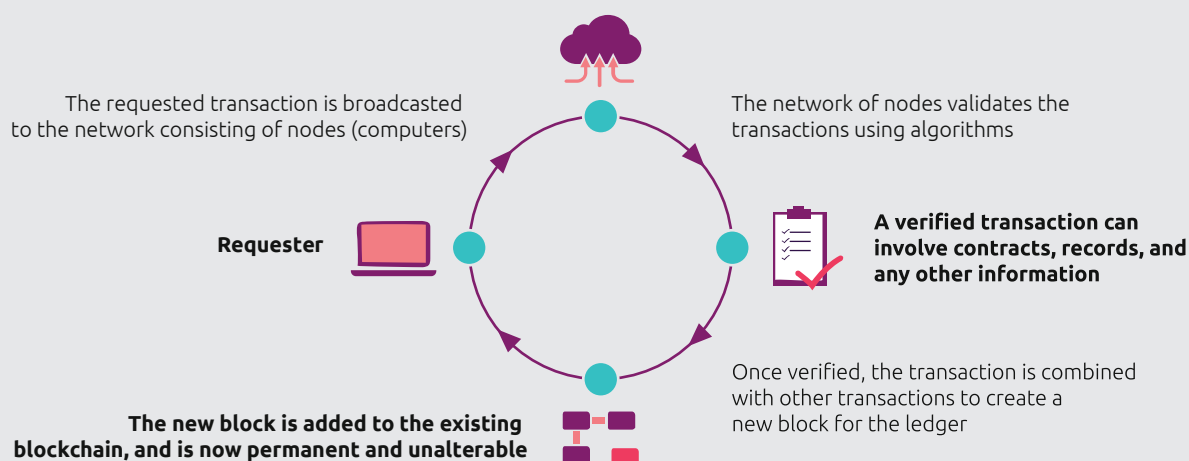 The requested transaction is broadcasted
to the network consisting of nodes (computers)
The network of nodes validates the
transactions using algorithms
Requester
A verified transaction can
involve contracts, records, and
any other information
Once verified, the transaction is combined
with other transactions to create a
new block for the ledger
The new block is added to the existing
blockchain, and is now permanent and unalterable